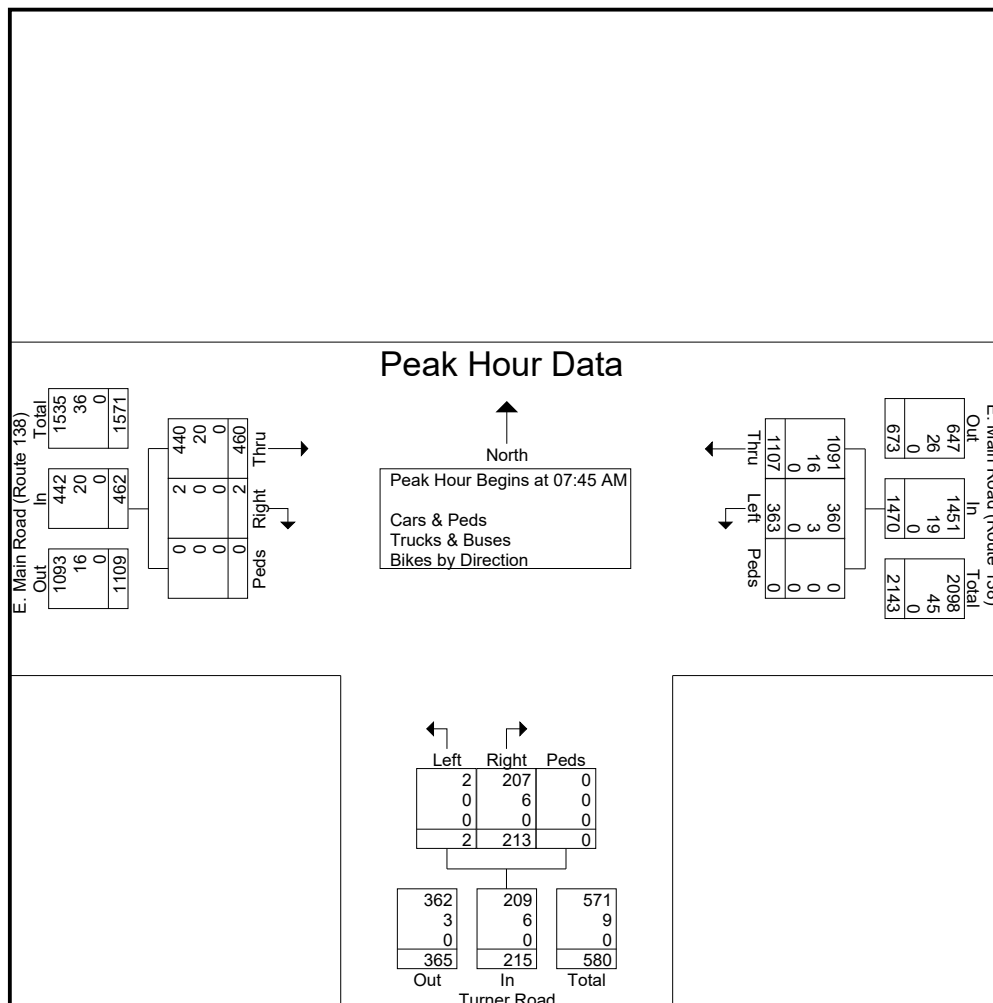 Peak Hour Data
North
Peak Hour Begins at 07:45 AM
Cars & Peds
Trucks & Buses
Bikes by Direction
E. Main Road (Route 138)
Total
1535
36
0
1571
In
442
20
0
462
Out
1093
16
0
1109
Thru
440
20
0
460
Right
2
0
0
2
Peds
0
0
0
0
E. Main Road (Route 138)
Out
647
26
0
673
In
1451
19
0
1470
Total
2098
45
0
2143
Thru
1091
16
0
1107
Left
360
3
0
363
Peds
0
0
0
0
Left Right Peds
2 207 0
0 6 0
0 0 0
2 213 0
362 209 571
3 6 9
0 0 0
365 215 580
Out In Total
Turner Road